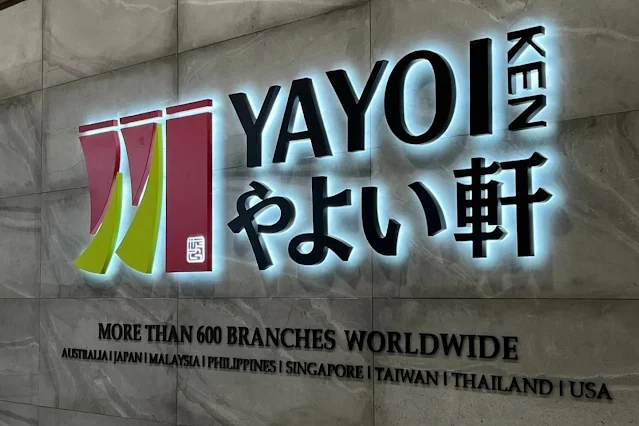 YAYOI KEN
やよい軒
MORE THAN 600 BRANCHES WORLDWIDE
AUSTRALIA | JAPAN | MALAYSIA | PHILIPPINES | SINGAPORE | TAIWAN | THAILAND | USA